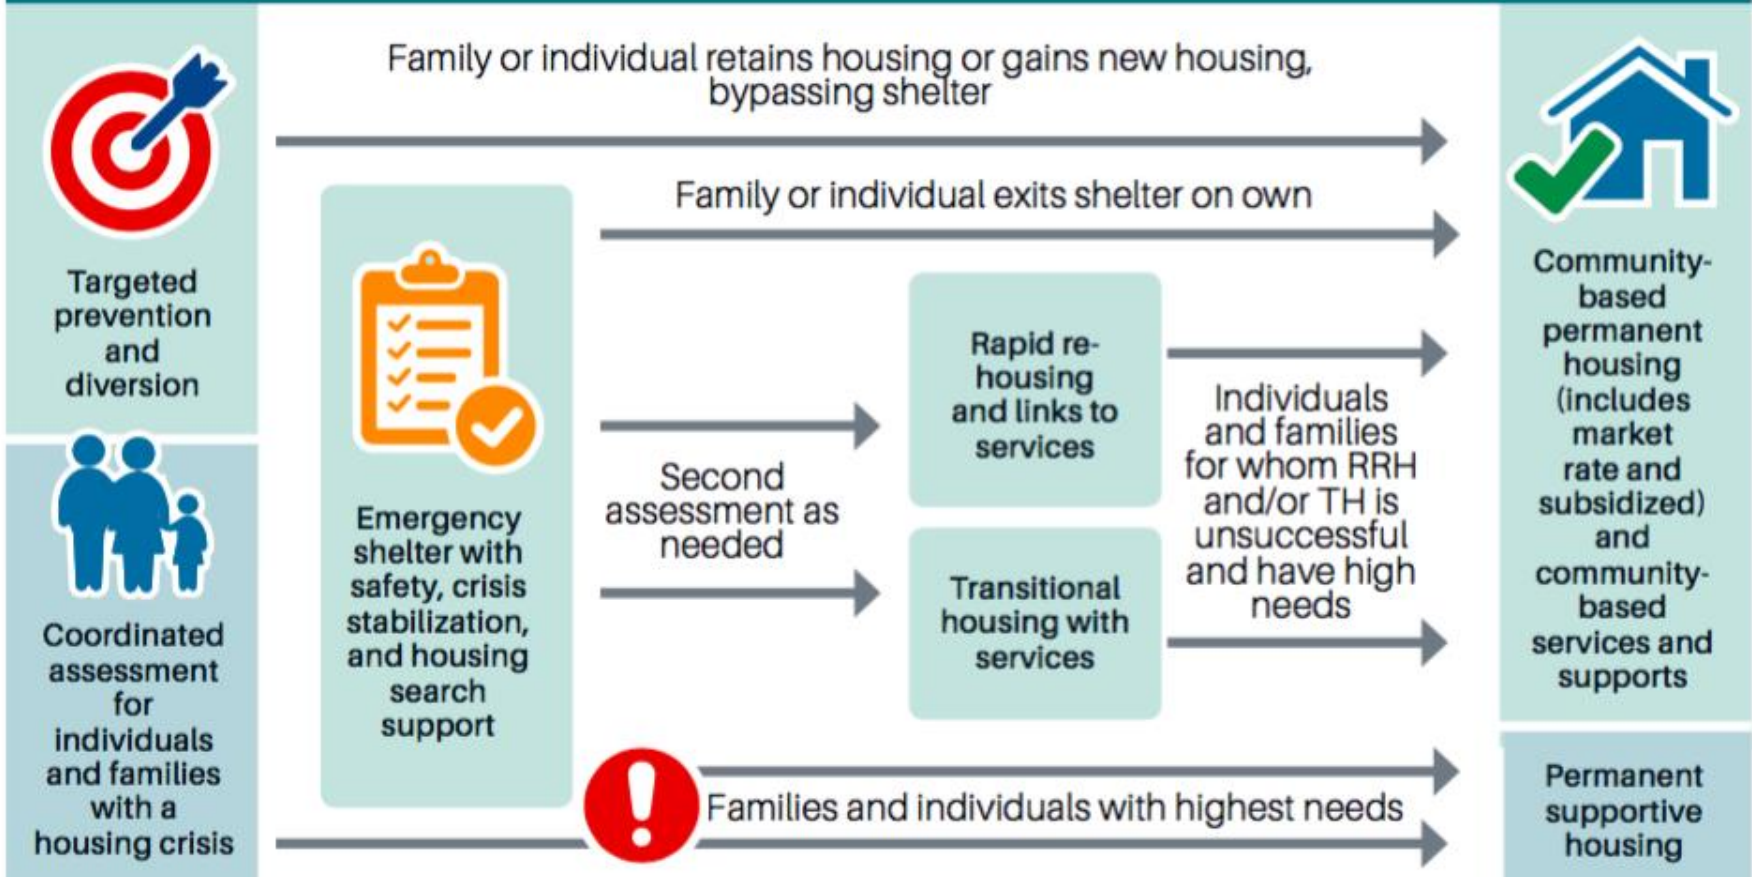 Family or individual retains housing or gains new housing,
bypassing shelter
Targeted
prevention
and
diversion
Coordinated
assessment
for
individuals
and families
with a
housing crisis
Emergency
shelter with
safety, crisis
stabilization,
and housing
search
support
Family or individual exits shelter on own
Second
assessment as
needed
Rapid re-
housing
and links to
services
Transitional
housing with
services
Individuals
and families
for whom RRH
and/or TH is
unsuccessful
and have high
needs
Families and individuals with highest needs
Community-
based
permanent
housing
(includes
market
rate and
subsidized)
and
community-
based
services and
supports
Permanent
supportive
housing